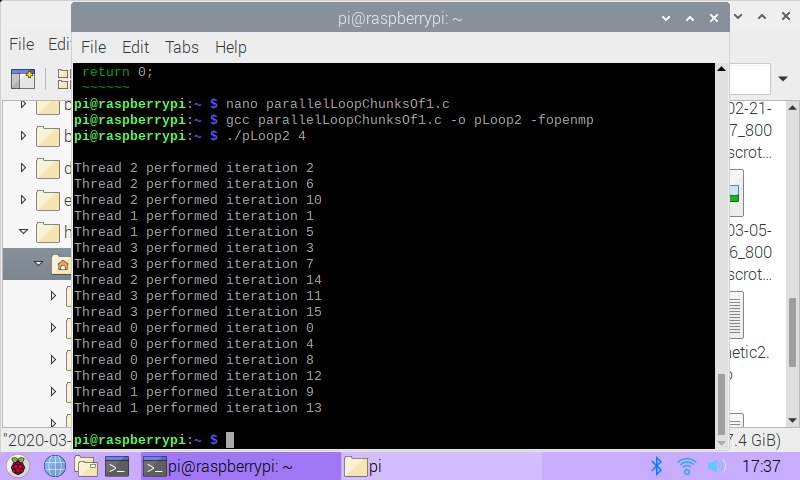 pi@raspberrypi: ~
File Edit Tabs Help
File Edi
return 0;
~~~~~~
pi@raspberrypi:~ $ nano parallelLoopChunksOf1.c
pi@raspberrypi:~ $ gcc parallelLoopChunksOf1.c -o pLoop2 -fopenmp
pi@raspberrypi:~ $ ./pLoop2 4
Thread 2 performed iteration 2
Thread 2 performed iteration 6
Thread 2 performed iteration 10
Thread 1 performed iteration 1
Thread 1 performed iteration 5
Thread 3 performed iteration 3
Thread 3 performed iteration 7
Thread 2 performed iteration 14
Thread 3 performed iteration 11
Thread 3 performed iteration 15
Thread 0 performed iteration 0
Thread 0 performed iteration 4
Thread 0 performed iteration 8
Thread 0 performed iteration 12
Thread 1 performed iteration 9
Thread 1 performed iteration 13
pi@raspberrypi:~ $
b
b
d
e
h
02-21-
7_800
scrot...
03-05-
6_800
scrot...
netic2.
"2020-03-
7.4 GiB)
pi@raspberrypi: ~
pi
17:37